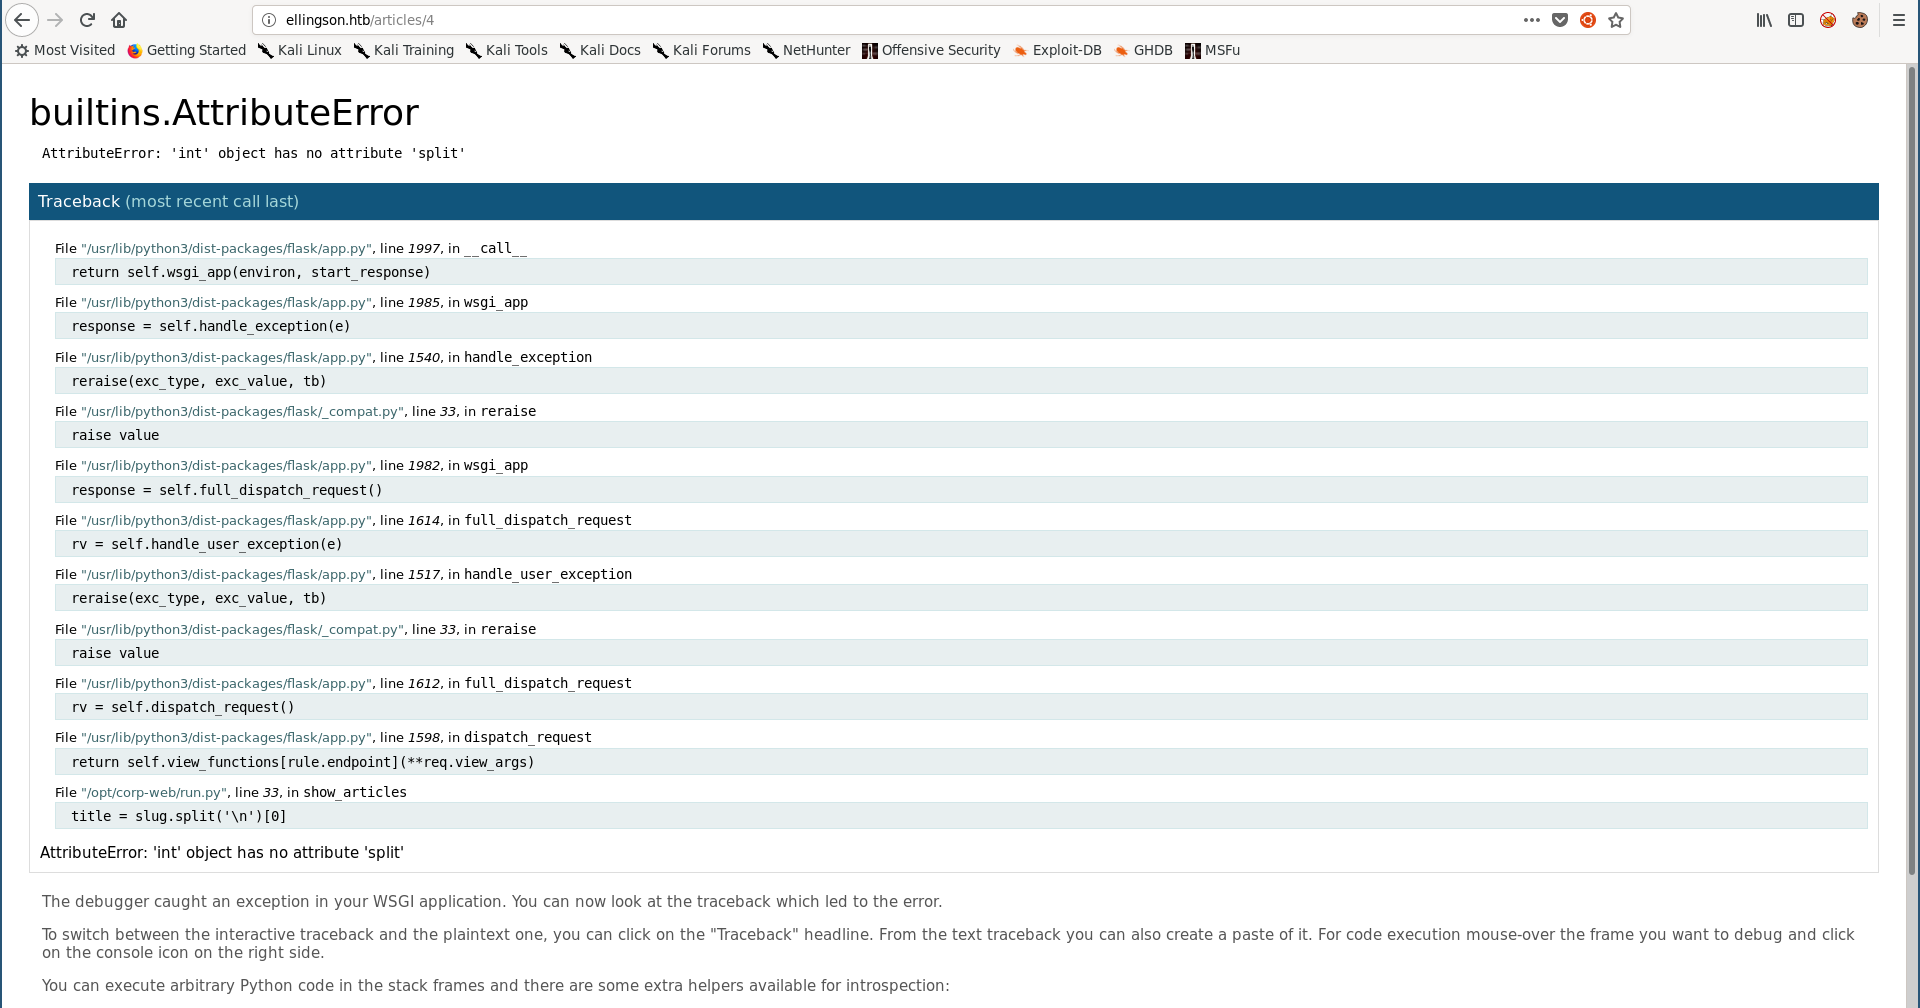 ellingson.htb/articles/4
Most Visited Getting Started Kali Linux Kali Training Kali Tools Kali Docs Kali Forums NetHunter Offensive Security Exploit-DB GHDB MSFu
builtins.AttributeError
AttributeError: 'int' object has no attribute 'split'
Traceback (most recent call last)
File "/usr/lib/python3/dist-packages/flask/app.py", line 1997, in __call__
return self.wsgi_app(environ, start_response)
File "/usr/lib/python3/dist-packages/flask/app.py", line 1985, in wsgi_app
response = self.handle_exception(e)
File "/usr/lib/python3/dist-packages/flask/app.py", line 1540, in handle_exception
reraise(exc_type, exc_value, tb)
File "/usr/lib/python3/dist-packages/flask/_compat.py", line 33, in reraise
raise value
File "/usr/lib/python3/dist-packages/flask/app.py", line 1982, in wsgi_app
response = self.full_dispatch_request()
File "/usr/lib/python3/dist-packages/flask/app.py", line 1614, in full_dispatch_request
rv = self.handle_user_exception(e)
File "/usr/lib/python3/dist-packages/flask/app.py", line 1517, in handle_user_exception
reraise(exc_type, exc_value, tb)
File "/usr/lib/python3/dist-packages/flask/_compat.py", line 33, in reraise
raise value
File "/usr/lib/python3/dist-packages/flask/app.py", line 1612, in full_dispatch_request
rv = self.dispatch_request()
File "/usr/lib/python3/dist-packages/flask/app.py", line 1598, in dispatch_request
return self.view_functions[rule.endpoint](**req.view_args)
File "/opt/corp-web/run.py", line 33, in show_articles
title = slug.split('\n')[0]
AttributeError: 'int' object has no attribute 'split'
The debugger caught an exception in your WSGI application. You can now look at the traceback which led to the error.
To switch between the interactive traceback and the plaintext one, you can click on the "Traceback" headline. From the text traceback you can also create a paste of it. For code execution mouse-over the frame you want to debug and click
on the console icon on the right side.
You can execute arbitrary Python code in the stack frames and there are some extra helpers available for introspection: